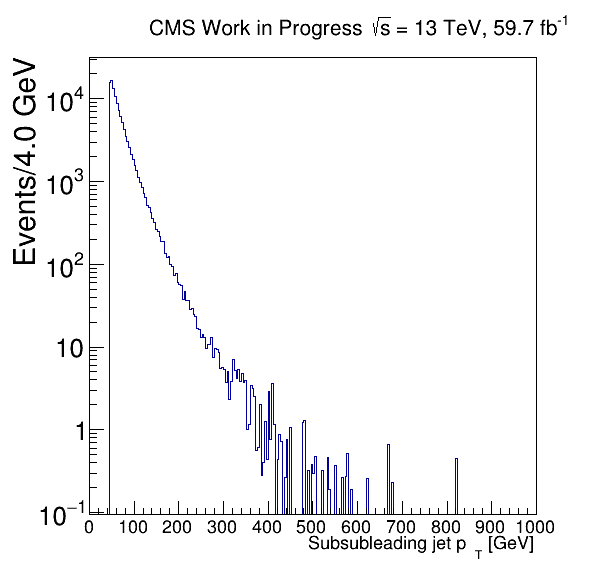 CMS Work in Progress √s = 13 TeV, 59.7 fb⁻¹
Events/4.0 GeV
10⁴
10³
10²
10
1
10⁻¹
0 100 200 300 400 500 600 700 800 900 1000
Subsubleading jet p_T [GeV]